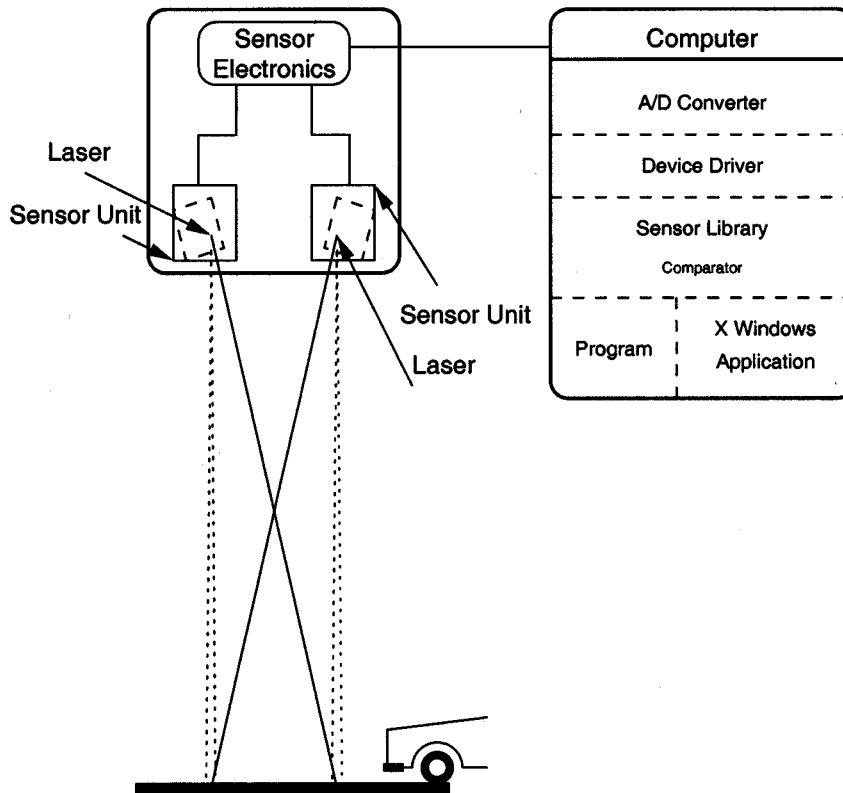 Sensor
Electronics
Laser
Sensor Unit
Sensor Unit
Laser
Computer
A/D Converter
Device Driver
Sensor Library
Comparator
Program
X Windows
Application